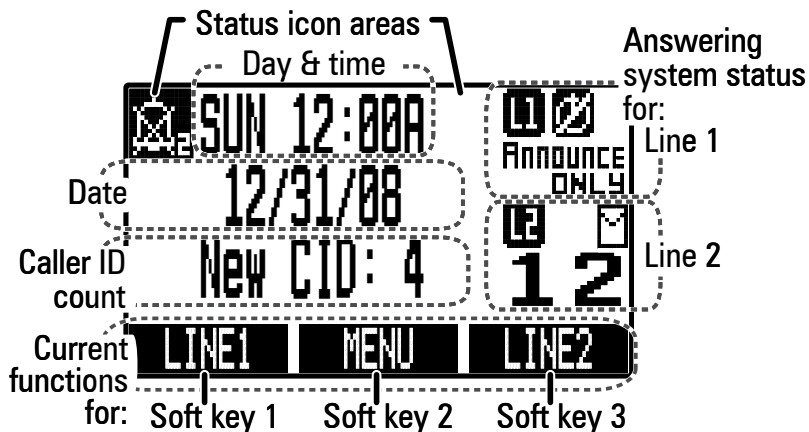 Status icon areas
Day & time
Answering
system status
for:
SUN 12:00A
L1
Line 1
Announce
ONLY
Date
12/31/08
L2
Line 2
Caller ID
count
New CID: 4
12
Current
functions
for:
LINE1 MENU LINE2
Soft key 1 Soft key 2 Soft key 3